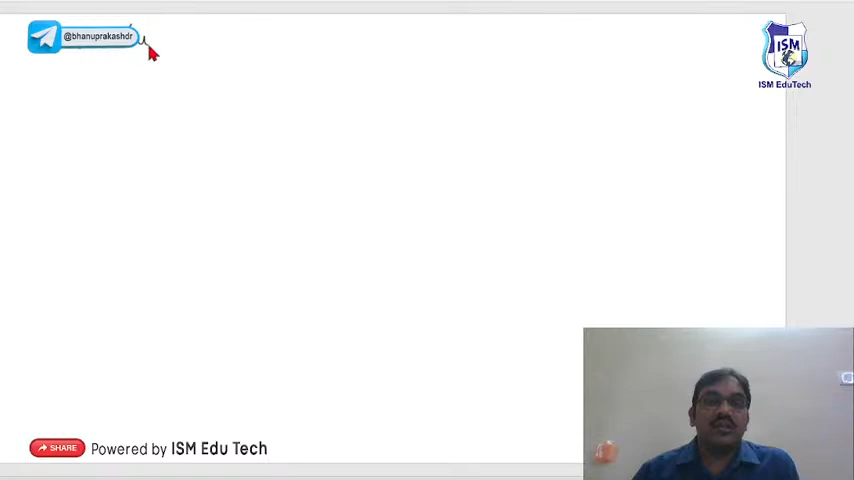 @bhanuprakashdr
ISM
ISM EduTech
SHARE
Powered by ISM Edu Tech